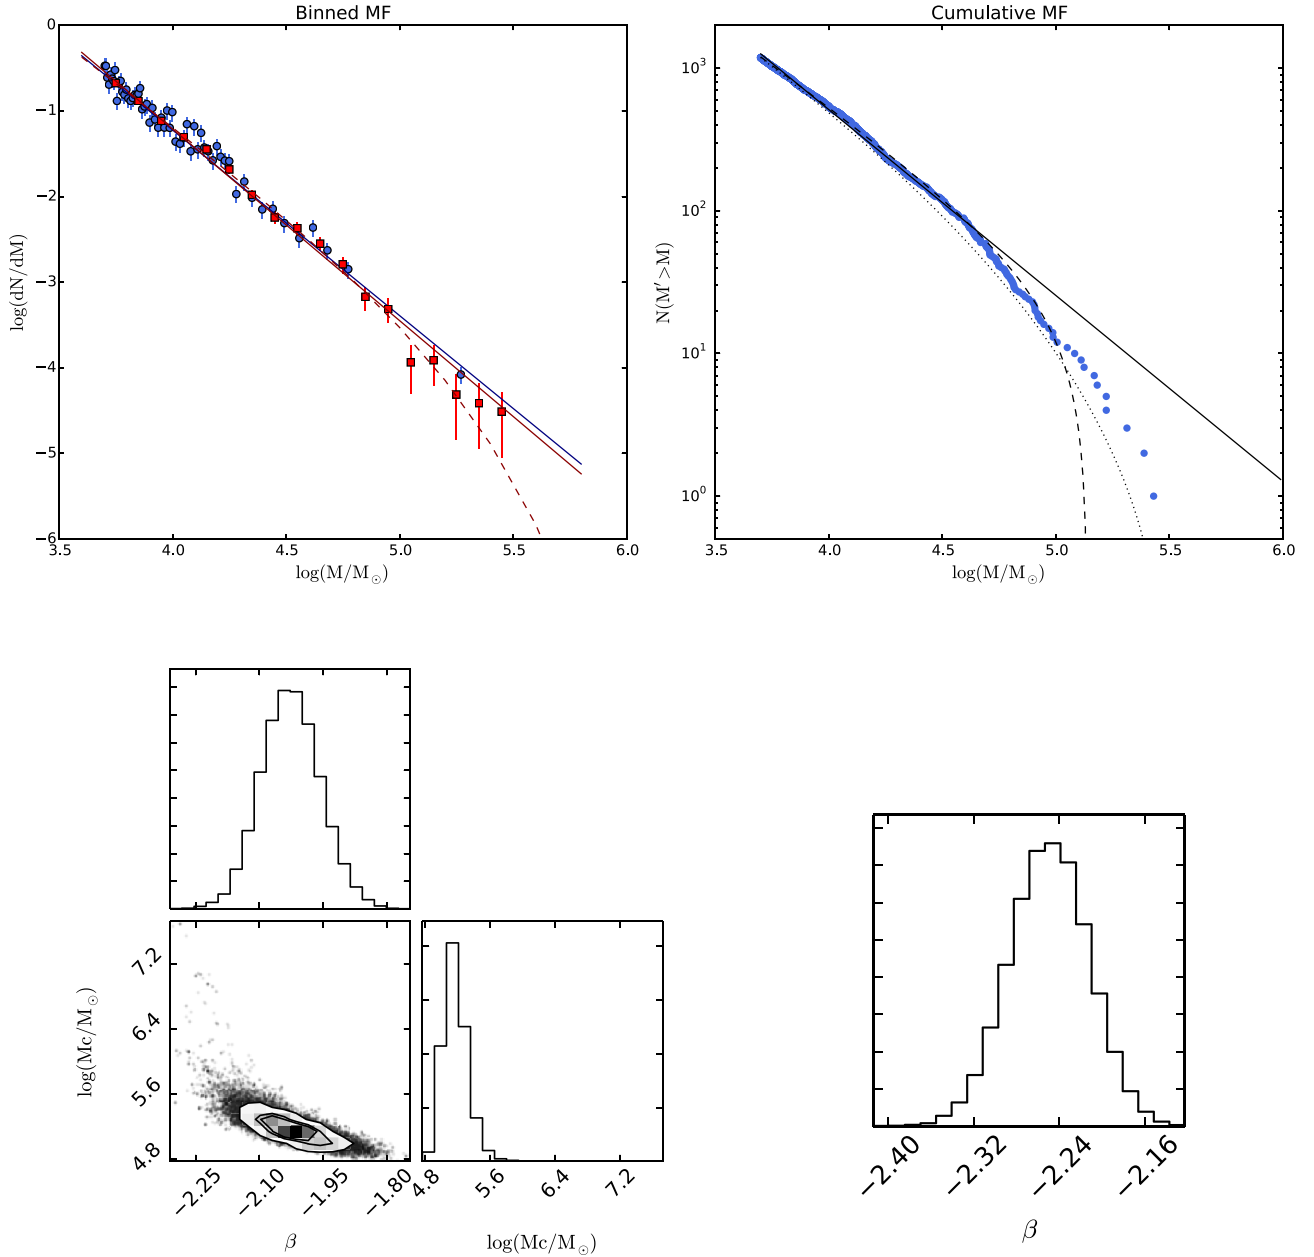 Binned MF
0
−1
−2
−3
−4
−5
−6
3.5 4.0 4.5 5.0 5.5 6.0
log(dN/dM)
log(M/M⊙)
Cumulative MF
10³
10²
10¹
10⁰
3.5 4.0 4.5 5.0 5.5 6.0
N(M′>M)
log(M/M⊙)
7.2
6.4
5.6
4.8
log(Mc/M⊙)
−2.25 −2.10 −1.95 −1.80
β
4.8 5.6 6.4 7.2
log(Mc/M⊙)
−2.40 −2.32 −2.24 −2.16
β